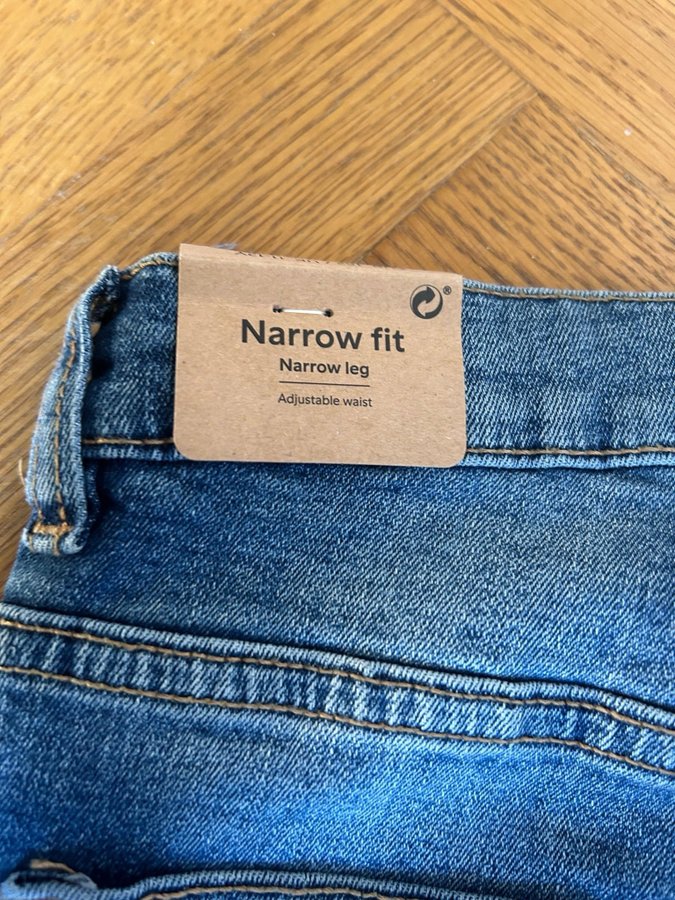 Narrow fit
®
Narrow leg
Adjustable waist